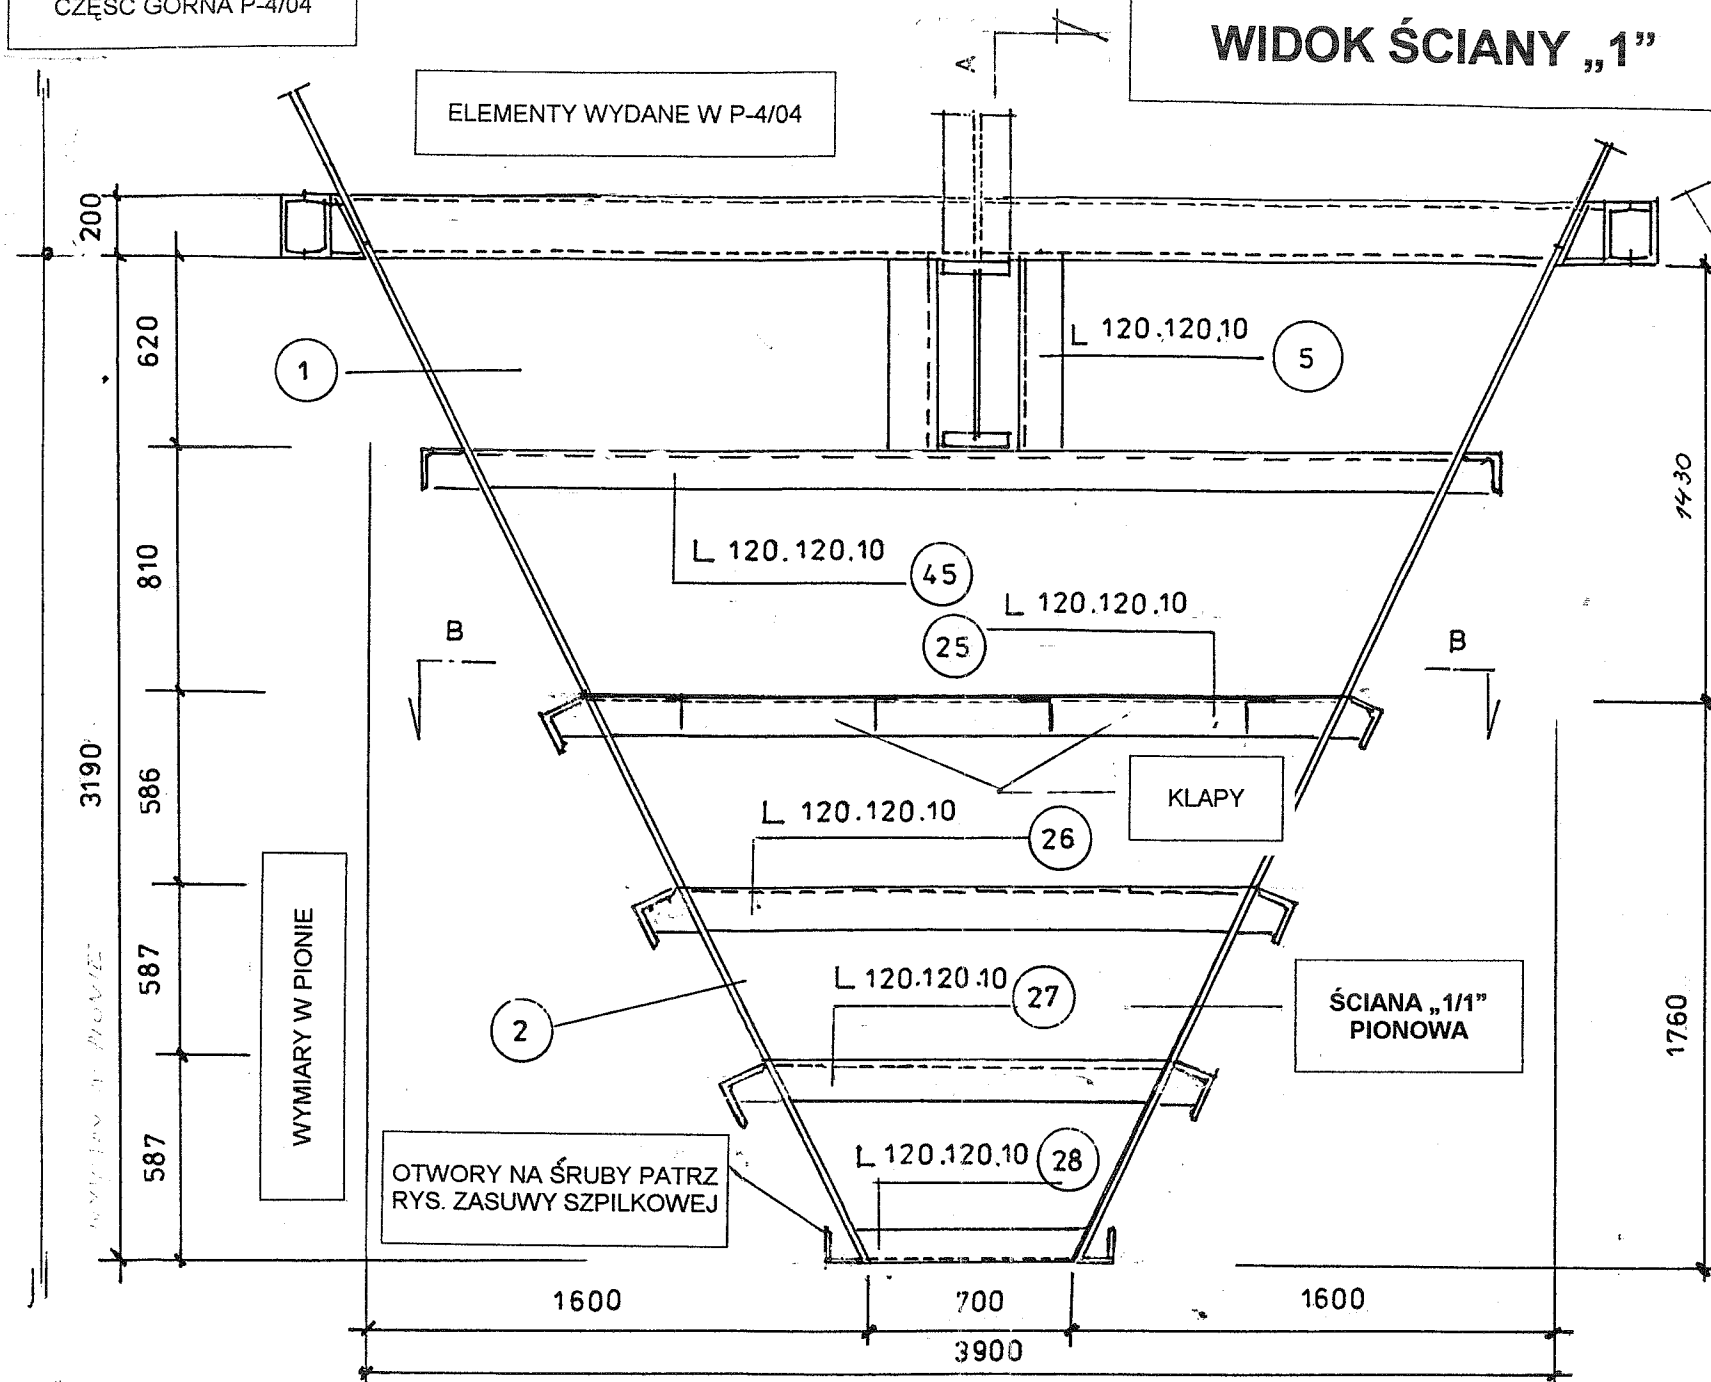 CZĘŚĆ GÓRNA P-4/04
WIDOK ŚCIANY „1”
A
ELEMENTY WYDANE W P-4/04
200
620
1
L 120.120.10
5
1430
810
L 120.120.10
45
L 120.120.10
25
B
B
3190
586
KLAPY
L 120.120.10
26
WYMIARY W PIONIE
587
L 120.120.10
27
2
ŚCIANA „1/1”
PIONOWA
1760
587
OTWORY NA ŚRUBY PATRZ
RYS. ZASUWY SZPILKOWEJ
L 120.120.10
28
1600
700
1600
3900